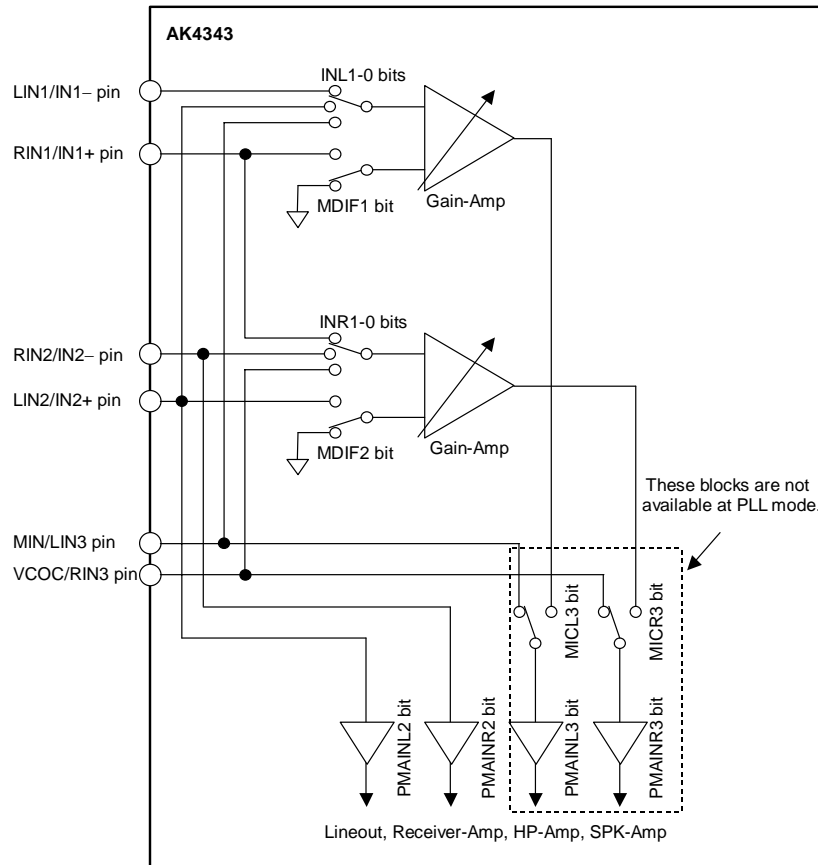 AK4343
INL1-0 bits
LIN1/IN1− pin
RIN1/IN1+ pin
MDIF1 bit
Gain-Amp
INR1-0 bits
RIN2/IN2− pin
LIN2/IN2+ pin
MDIF2 bit
Gain-Amp
These blocks are not
available at PLL mode.
MIN/LIN3 pin
VCOC/RIN3 pin
MICL3 bit
MICR3 bit
PMAINL2 bit
PMAINR2 bit
PMAINL3 bit
PMAINR3 bit
Lineout, Receiver-Amp, HP-Amp, SPK-Amp